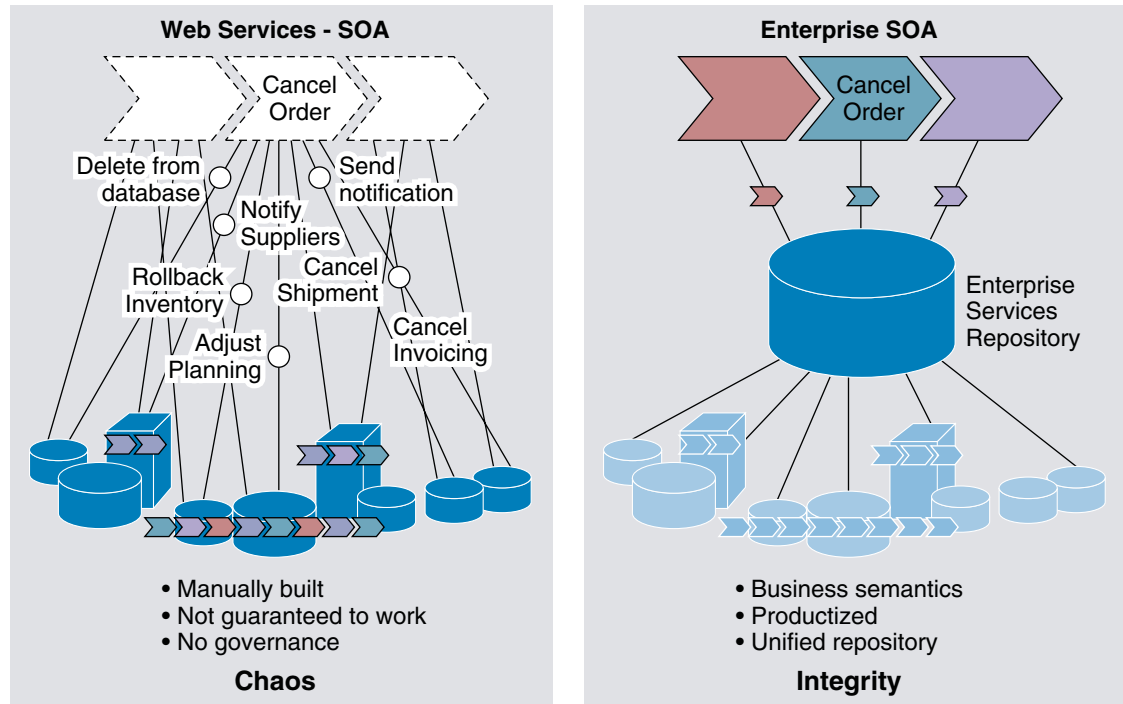 Web Services - SOA
Cancel
Order
Delete from
database
Send
notification
Notify
Suppliers
Rollback
Inventory
Cancel
Shipment
Adjust
Planning
Cancel
Invoicing
• Manually built
• Not guaranteed to work
• No governance
Chaos
Enterprise SOA
Cancel
Order
Enterprise
Services
Repository
• Business semantics
• Productized
• Unified repository
Integrity